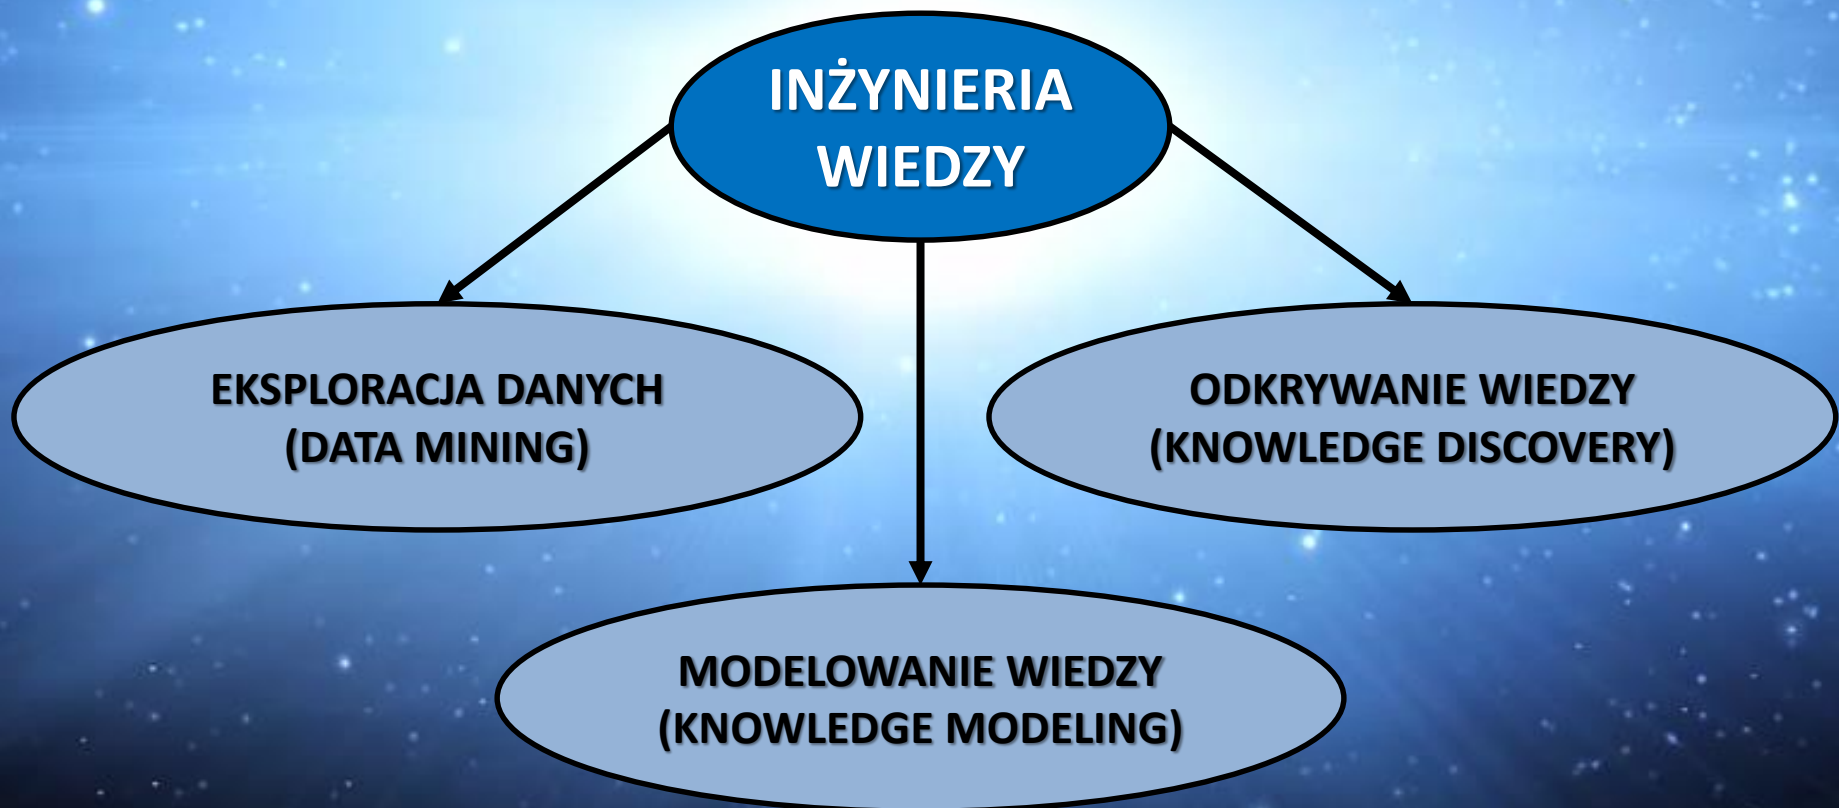 INŻYNIERIA
WIEDZY
EKSPLORACJA DANYCH
(DATA MINING)
ODKRYWANIE WIEDZY
(KNOWLEDGE DISCOVERY)
MODELOWANIE WIEDZY
(KNOWLEDGE MODELING)